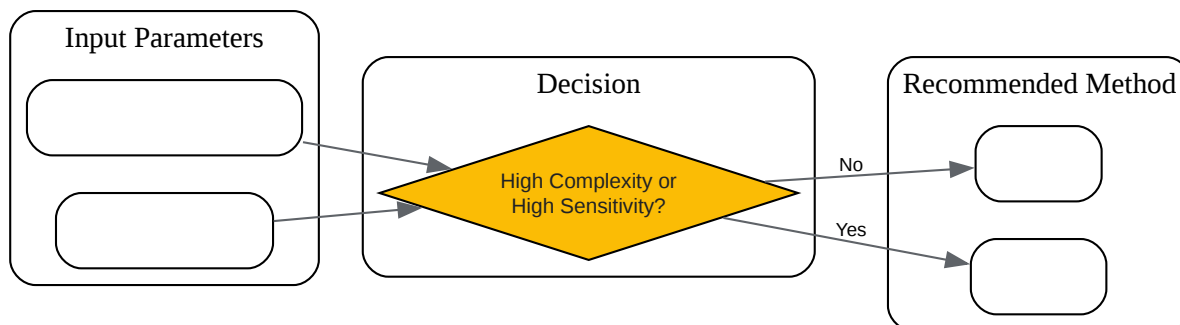 Input Parameters
Decision
High Complexity or
High Sensitivity?
No
Yes
Recommended Method